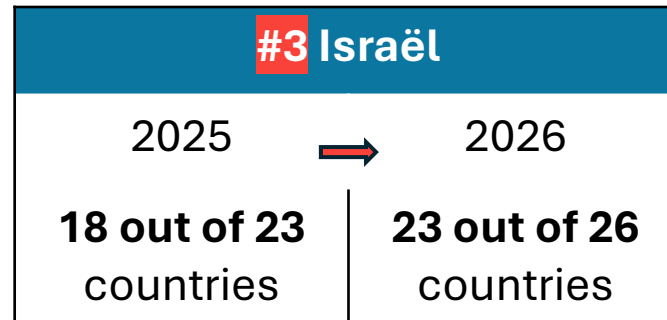 #3 Israël
2025 2026
18 out of 23 23 out of 26
countries countries